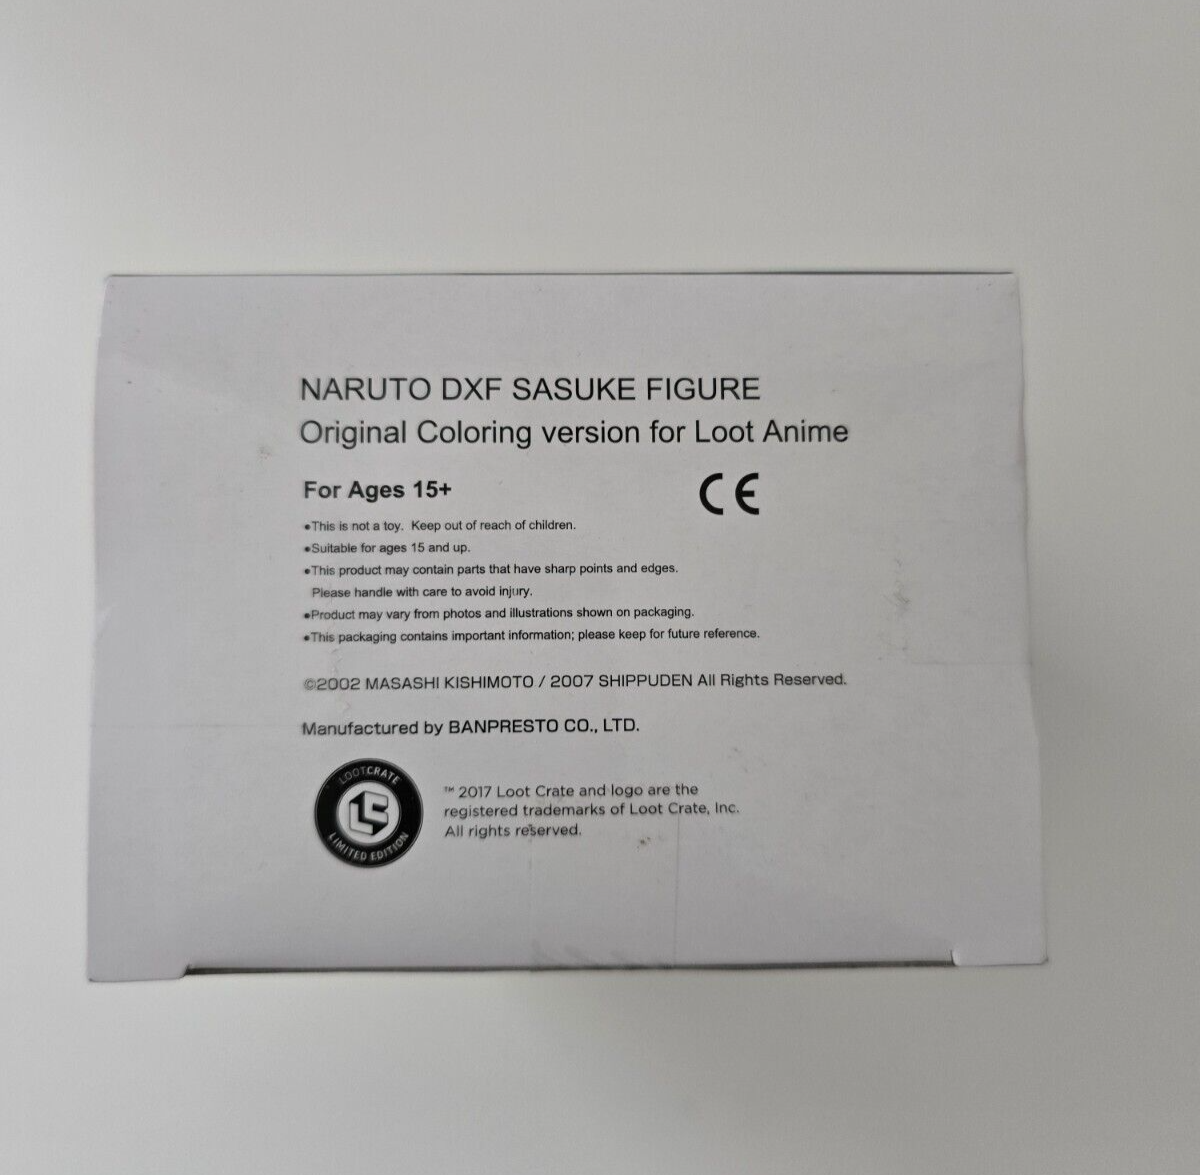 NARUTO DXF SASUKE FIGURE
Original Coloring version for Loot Anime
For Ages 15+
CE
•This is not a toy. Keep out of reach of children.
•Suitable for ages 15 and up.
•This product may contain parts that have sharp points and edges.
Please handle with care to avoid injury.
•Product may vary from photos and illustrations shown on packaging.
•This packaging contains important information; please keep for future reference.
©2002 MASASHI KISHIMOTO / 2007 SHIPPUDEN All Rights Reserved.
Manufactured by BANPRESTO CO., LTD.
LOOTCRATE
LIMITED EDITION
™ 2017 Loot Crate and logo are the
registered trademarks of Loot Crate, Inc.
All rights reserved.